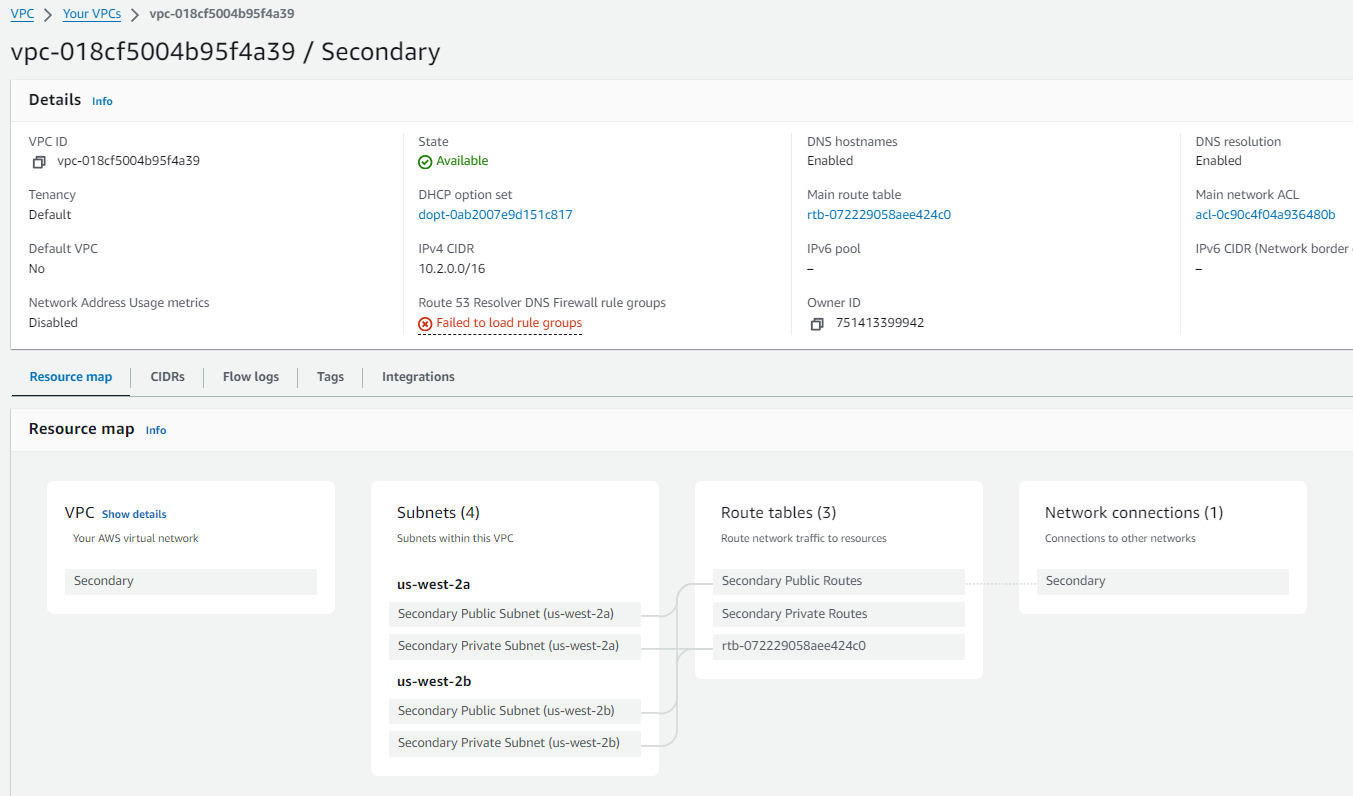 VPC > Your VPCs > vpc-018cf5004b95f4a39
vpc-018cf5004b95f4a39 / Secondary
Details Info
VPC ID
vpc-018cf5004b95f4a39
State
Available
DNS hostnames
Enabled
DNS resolution
Enabled
Tenancy
Default
DHCP option set
dopt-0ab2007e9d151c817
Main route table
rtb-072229058aee424c0
Main network ACL
acl-0c90c4f04a936480b
Default VPC
No
IPv4 CIDR
10.2.0.0/16
IPv6 pool
–
IPv6 CIDR (Network border
–
Network Address Usage metrics
Disabled
Route 53 Resolver DNS Firewall rule groups
Failed to load rule groups
Owner ID
751413399942
Resource map
CIDRs
Flow logs
Tags
Integrations
Resource map Info
VPC Show details
Your AWS virtual network
Secondary
Subnets (4)
Subnets within this VPC
us-west-2a
Secondary Public Subnet (us-west-2a)
Secondary Private Subnet (us-west-2a)
us-west-2b
Secondary Public Subnet (us-west-2b)
Secondary Private Subnet (us-west-2b)
Route tables (3)
Route network traffic to resources
Secondary Public Routes
Secondary Private Routes
rtb-072229058aee424c0
Network connections (1)
Connections to other networks
Secondary